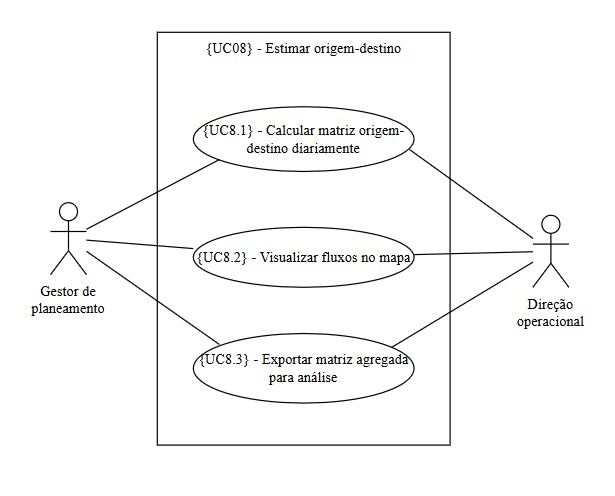 {UC08} - Estimar origem-destino
{UC8.1} - Calcular matriz origem-
destino diariamente
{UC8.2} - Visualizar fluxos no mapa
Gestor de
planeamento
Direção
operacional
{UC8.3} - Exportar matriz agregada
para análise